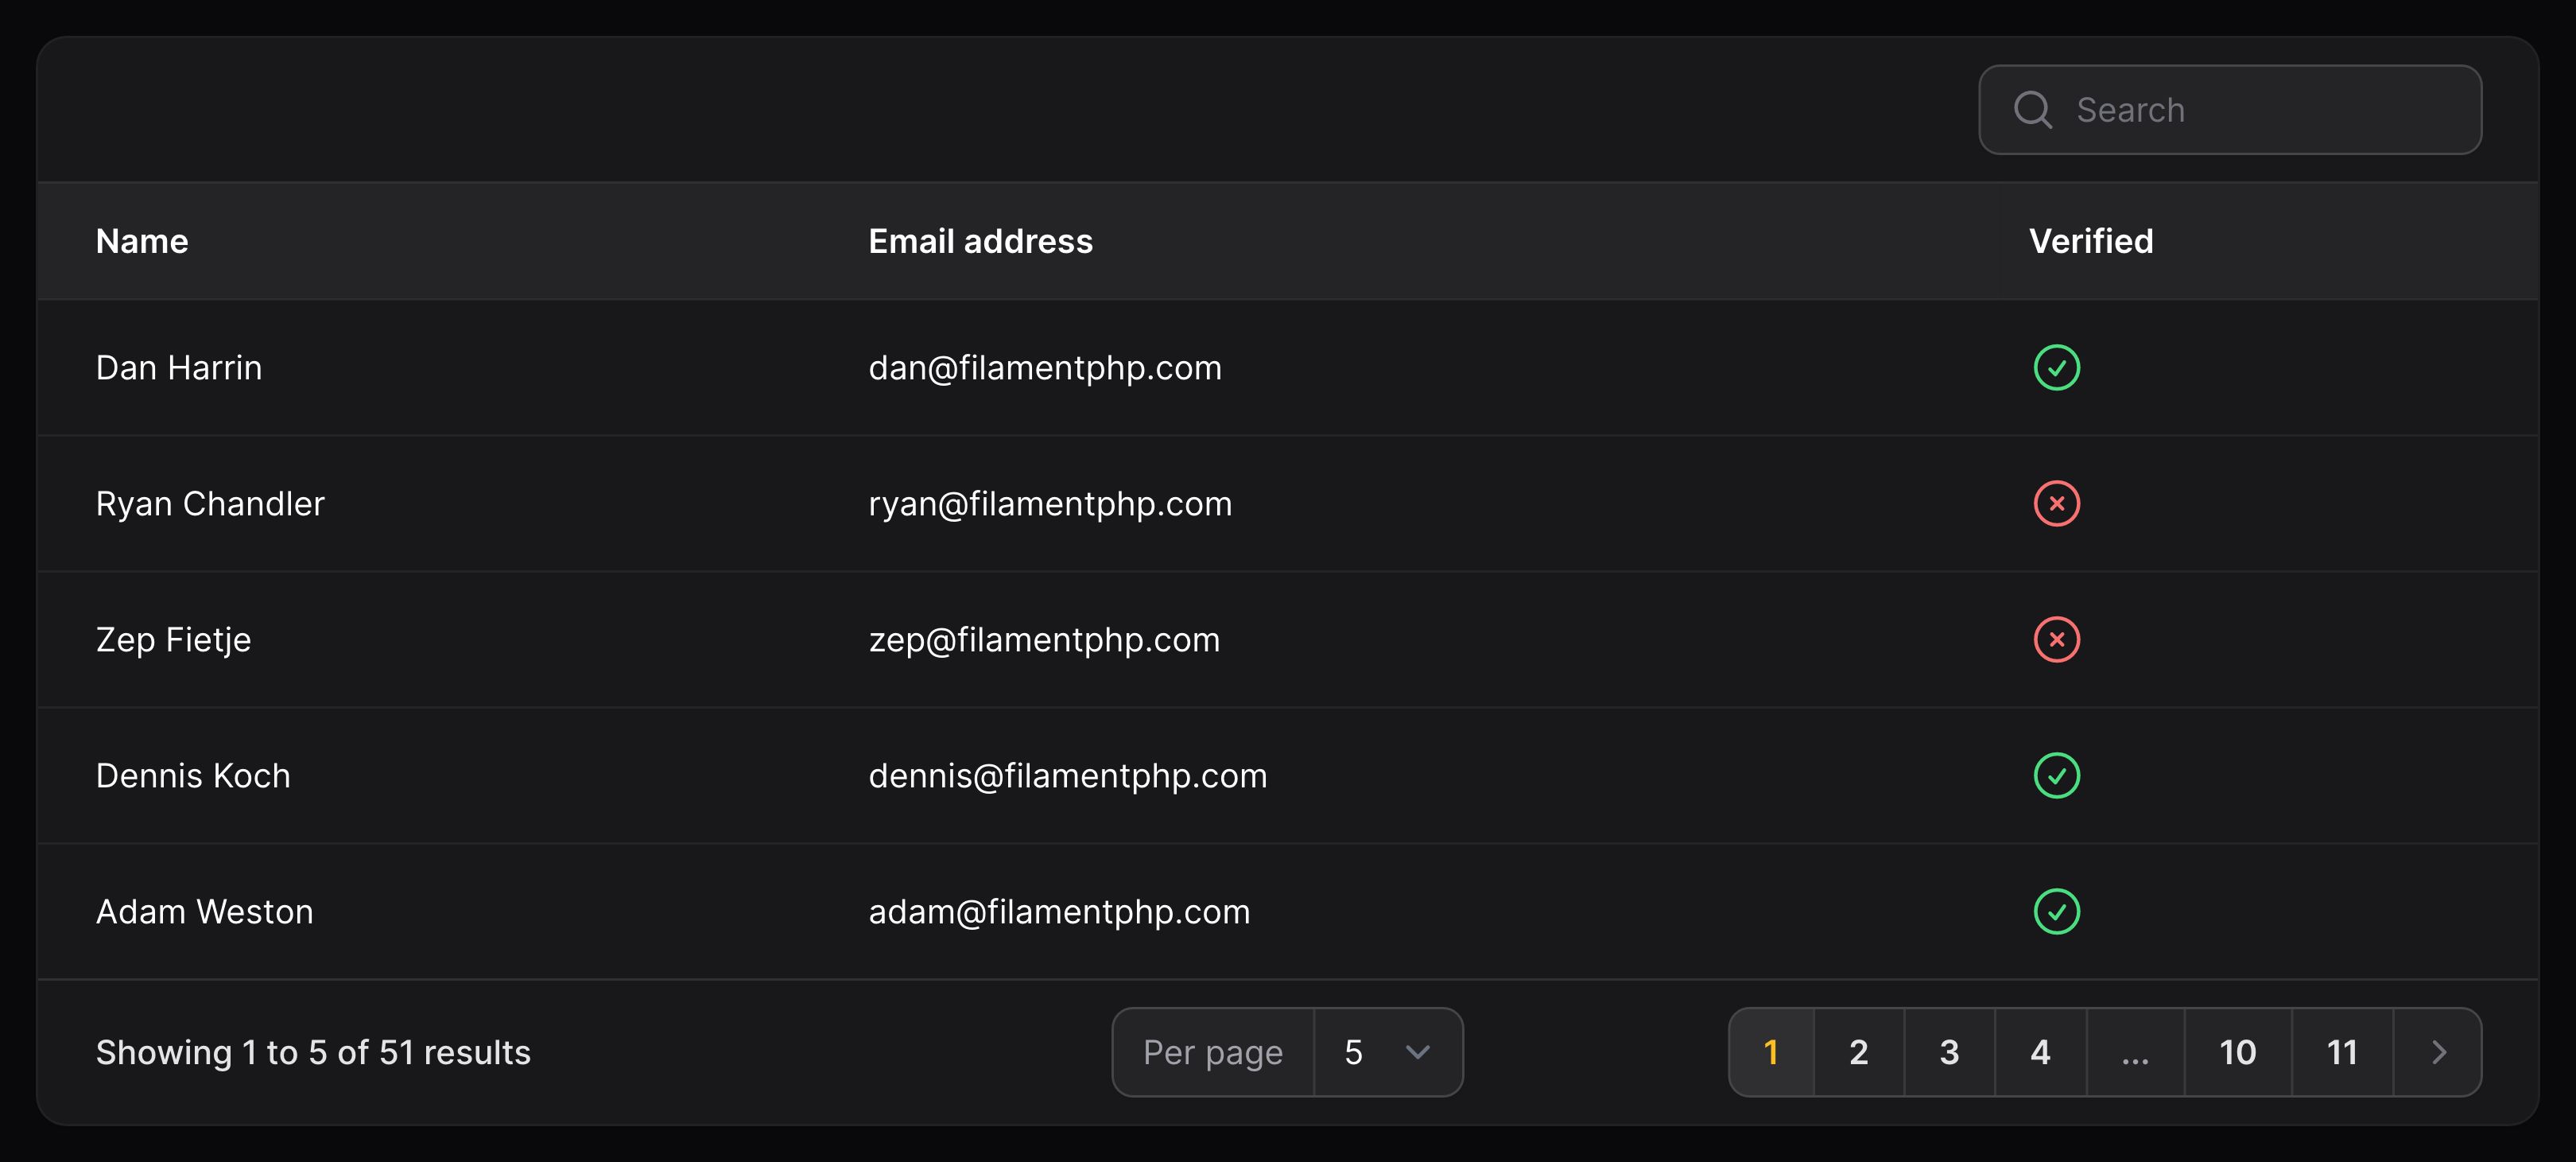 Search
Name Email address Verified
Dan Harrin dan@filamentphp.com
Ryan Chandler ryan@filamentphp.com
Zep Fietje zep@filamentphp.com
Dennis Koch dennis@filamentphp.com
Adam Weston adam@filamentphp.com
Showing 1 to 5 of 51 results Per page 5 1 2 3 4 ... 10 11